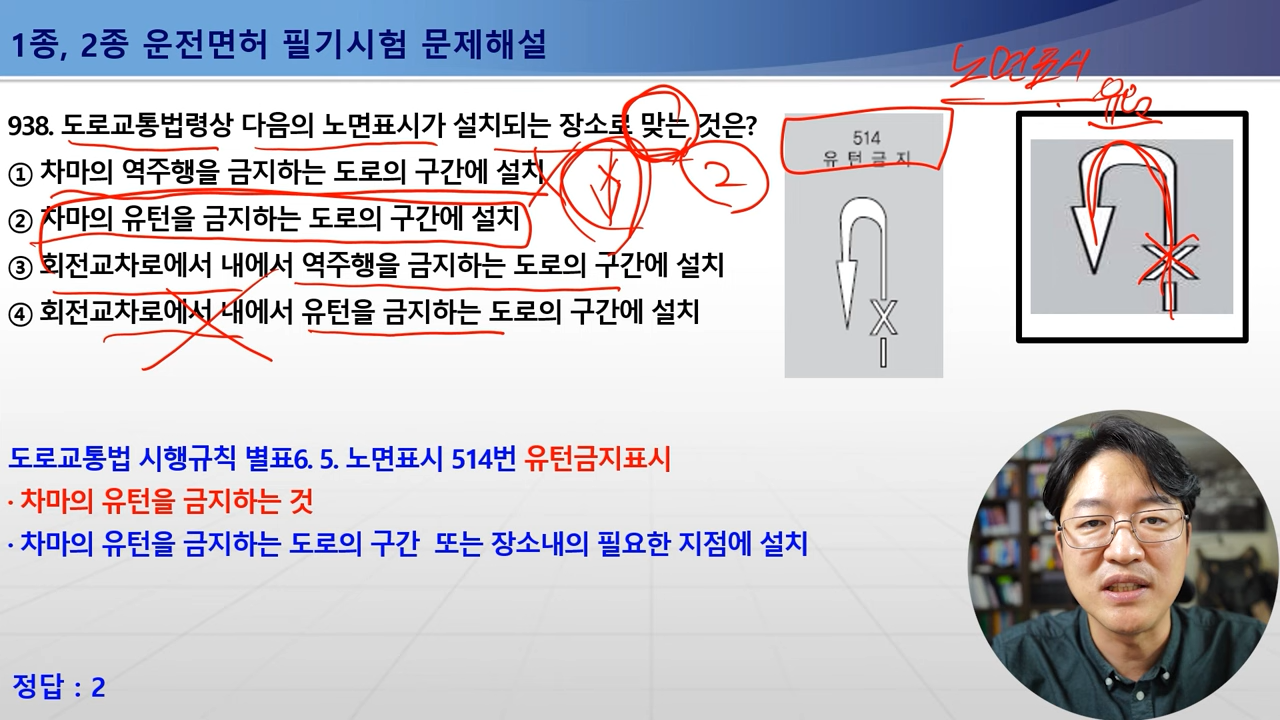 1종, 2종 운전면허 필기시험 문제해설
노면표시
유턴
938. 도로교통법령상 다음의 노면표시가 설치되는 장소로 맞는 것은?
① 차마의 역주행을 금지하는 도로의 구간에 설치
② 차마의 유턴을 금지하는 도로의 구간에 설치
③ 회전교차로에서 내에서 역주행을 금지하는 도로의 구간에 설치
④ 회전교차로에서 내에서 유턴을 금지하는 도로의 구간에 설치
2
514
유턴금지
도로교통법 시행규칙 별표6. 5. 노면표시 514번 유턴금지표시
· 차마의 유턴을 금지하는 것
· 차마의 유턴을 금지하는 도로의 구간 또는 장소내의 필요한 지점에 설치
정답 : 2